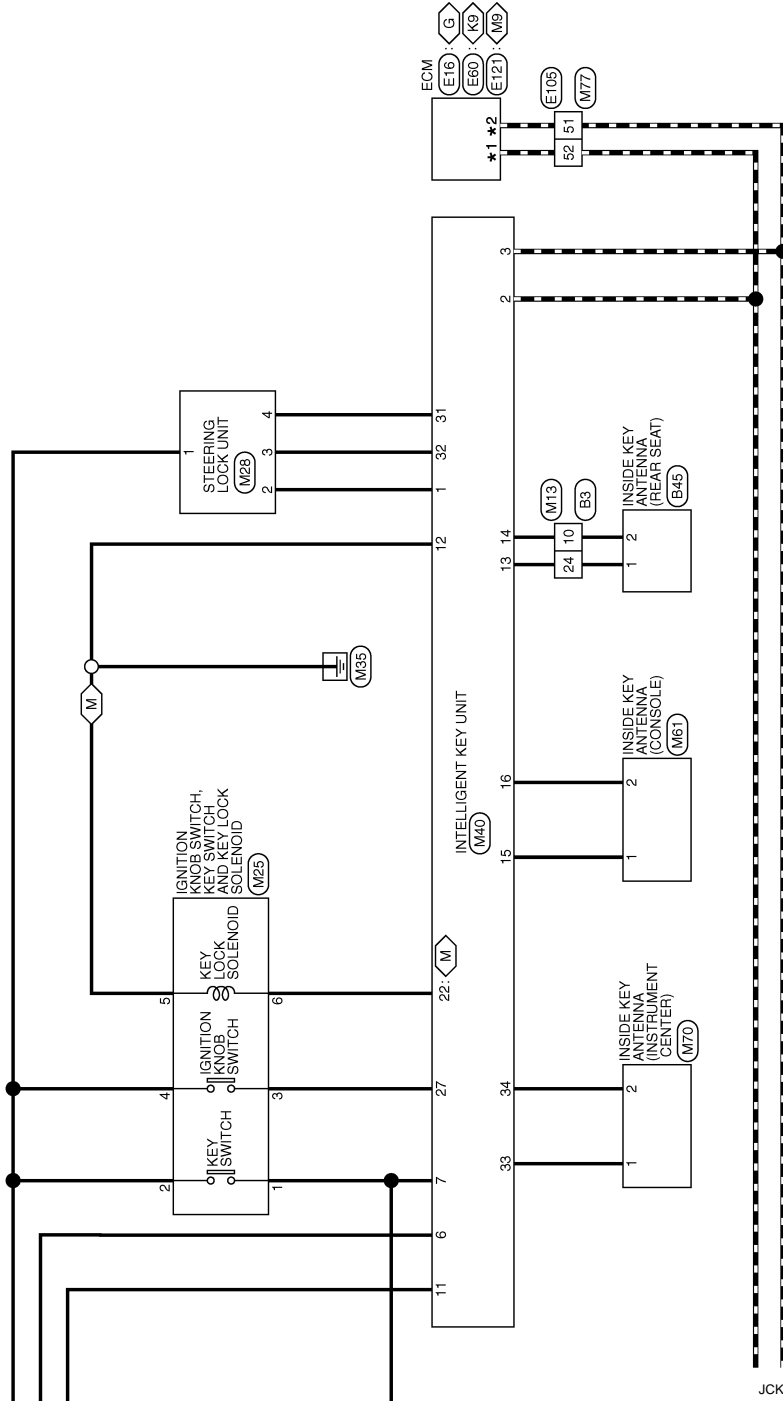 ECM
E16 : G
E60 : K9
E121 : M9
*1 *2
52 51
E105
M77
3
2
STEERING
LOCK UNIT
M28
1
2 3 4
1 32 31
12
14
13
M13
B3
24 10
INSIDE KEY
ANTENNA
(REAR SEAT)
B45
1 2
M
M35
INTELLIGENT KEY UNIT
M40
15 16
INSIDE KEY
ANTENNA
(CONSOLE)
M61
1 2
IGNITION
KNOB SWITCH,
KEY SWITCH
AND KEY LOCK
SOLENOID
M25
KEY
LOCK
SOLENOID
5
6
22: M
IGNITION
KNOB
SWITCH
4
3
27
KEY
SWITCH
2
1
7
6
11
33 34
INSIDE KEY
ANTENNA
(INSTRUMENT
CENTER)
M70
1 2
JCK